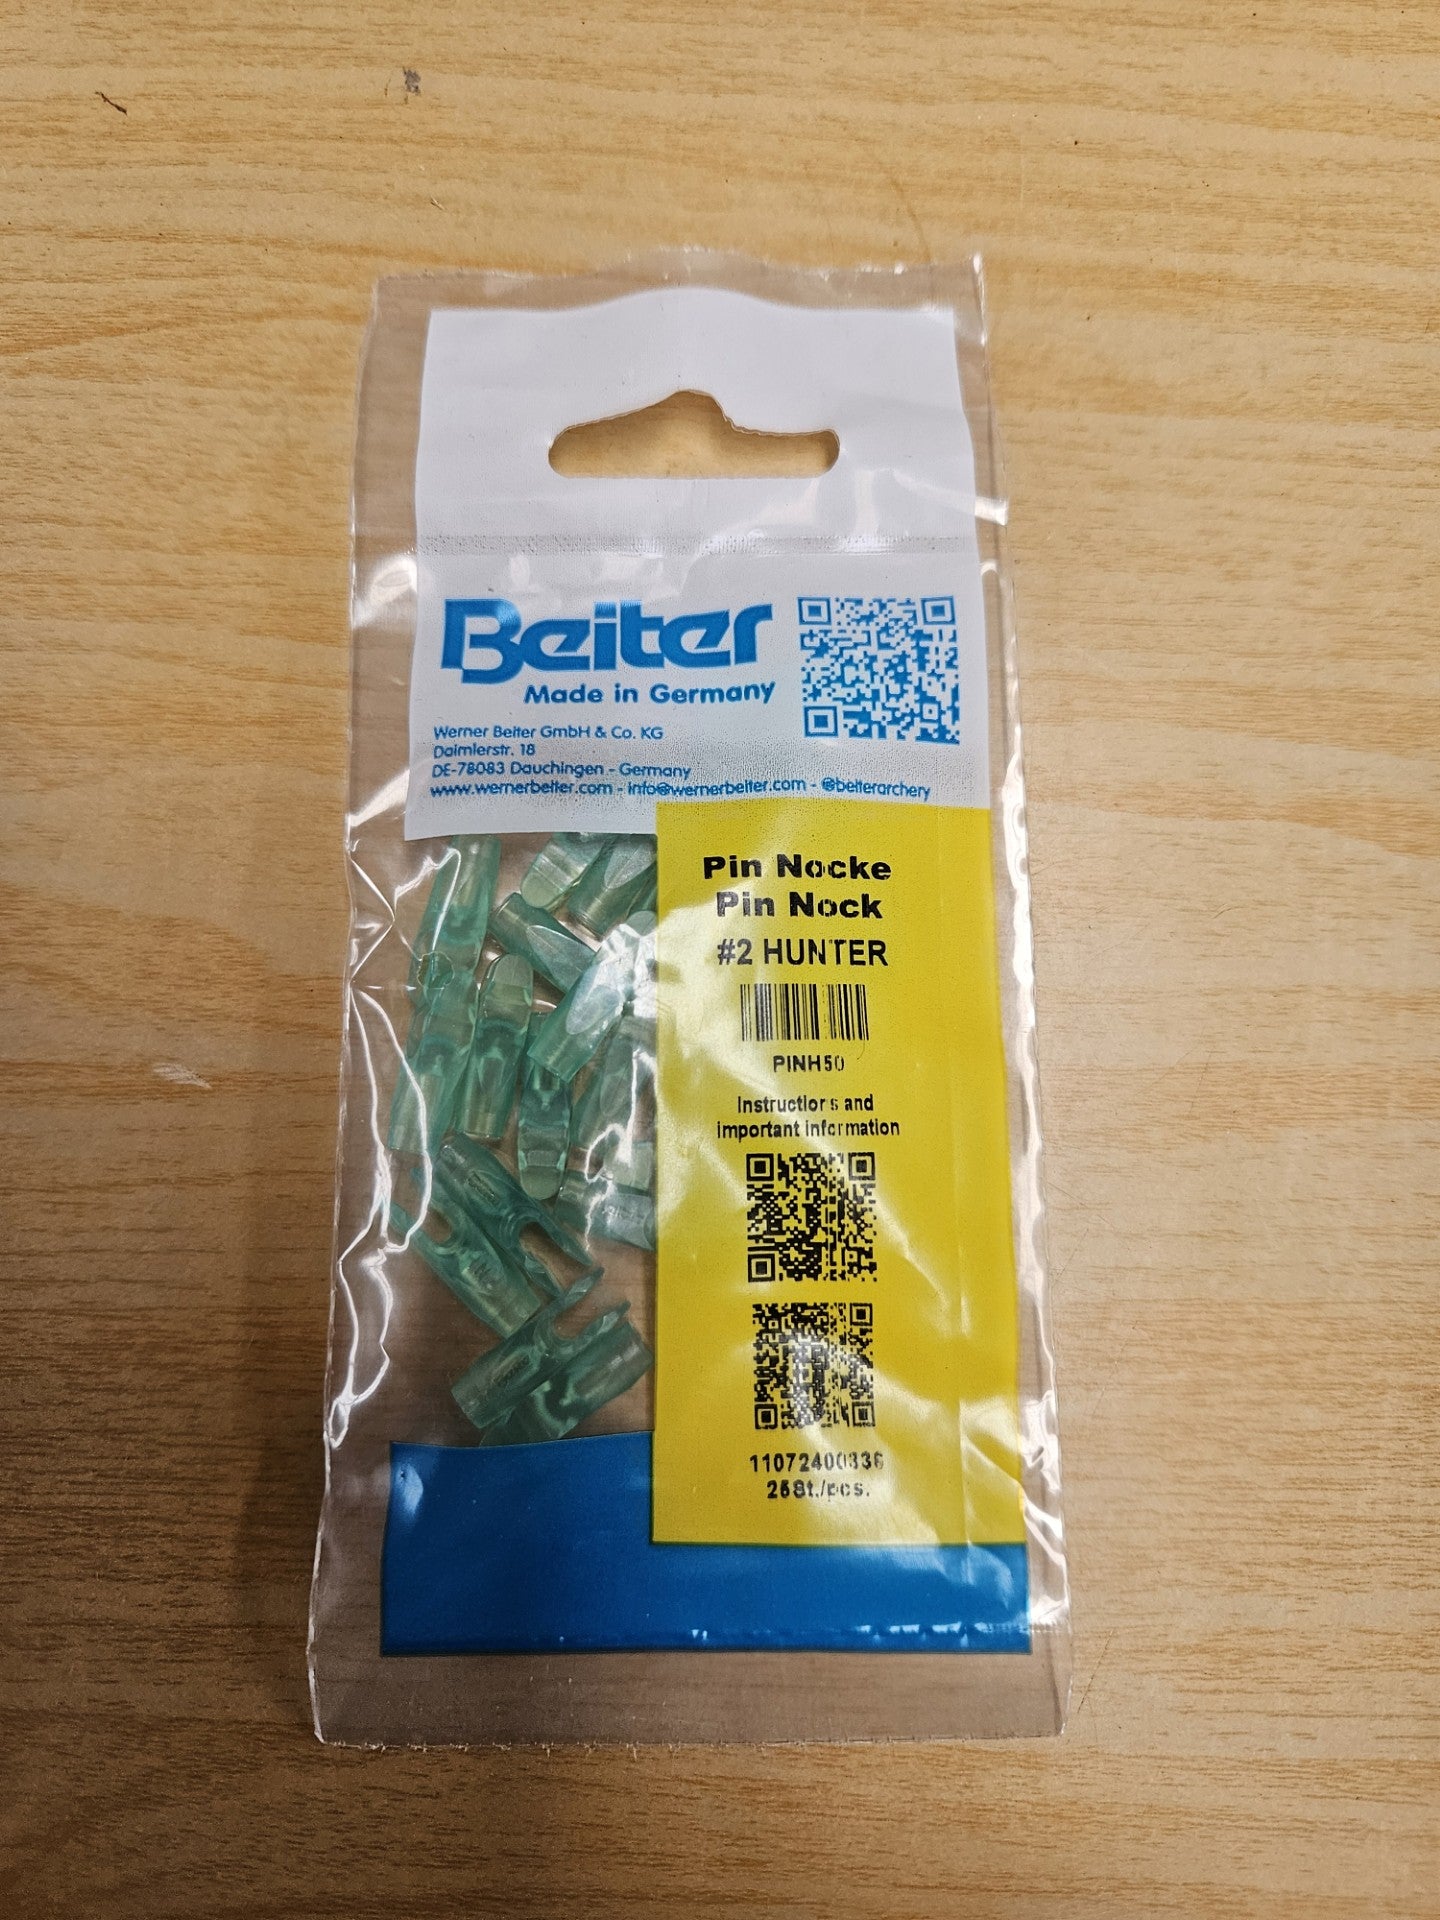 Beiter
Made in Germany
Werner Beiter GmbH & Co. KG
Daimlerstr. 18
DE-78083 Dauchingen - Germany
www.wernerbeiter.com - info@wernerbeiter.com - @beiterarchery
Pin Nocke
Pin Nock
#2 HUNTER
PINH50
Instructions and
important information
11072400336
25St./pcs.